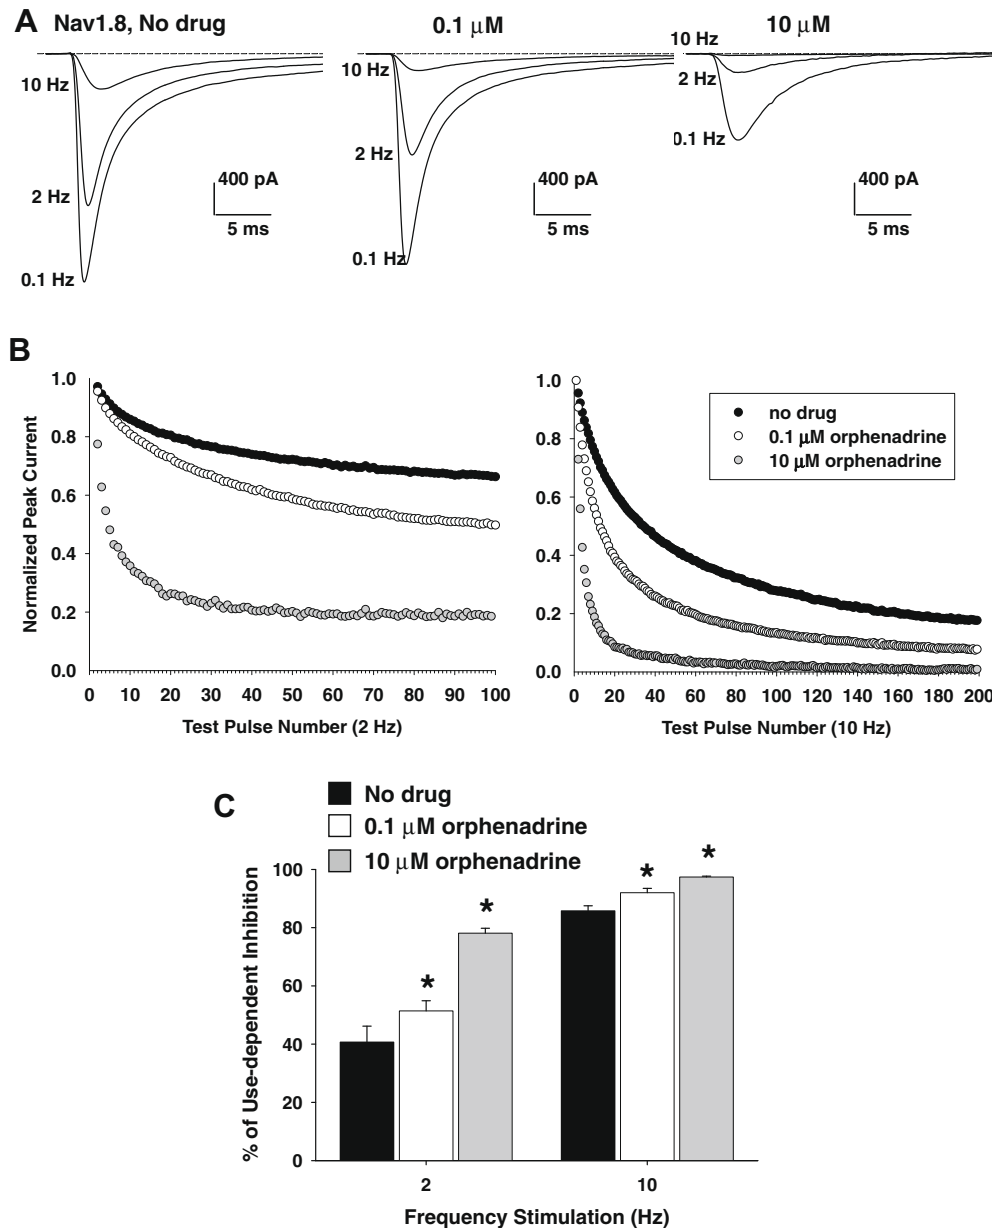 A
Nav1.8, No drug
0.1 μM
10 μM
10 Hz
2 Hz
0.1 Hz
400 pA
5 ms
10 Hz
2 Hz
0.1 Hz
400 pA
5 ms
10 Hz
2 Hz
0.1 Hz
400 pA
5 ms
B
Normalized Peak Current
1.0
0.8
0.6
0.4
0.2
0.0
0 10 20 30 40 50 60 70 80 90 100
Test Pulse Number (2 Hz)
1.0
0.8
0.6
0.4
0.2
0.0
0 20 40 60 80 100 120 140 160 180 200
Test Pulse Number (10 Hz)
no drug
0.1 μM orphenadrine
10 μM orphenadrine
C
No drug
0.1 μM orphenadrine
10 μM orphenadrine
% of Use-dependent Inhibition
100
80
60
40
20
0
* * * *
2 10
Frequency Stimulation (Hz)